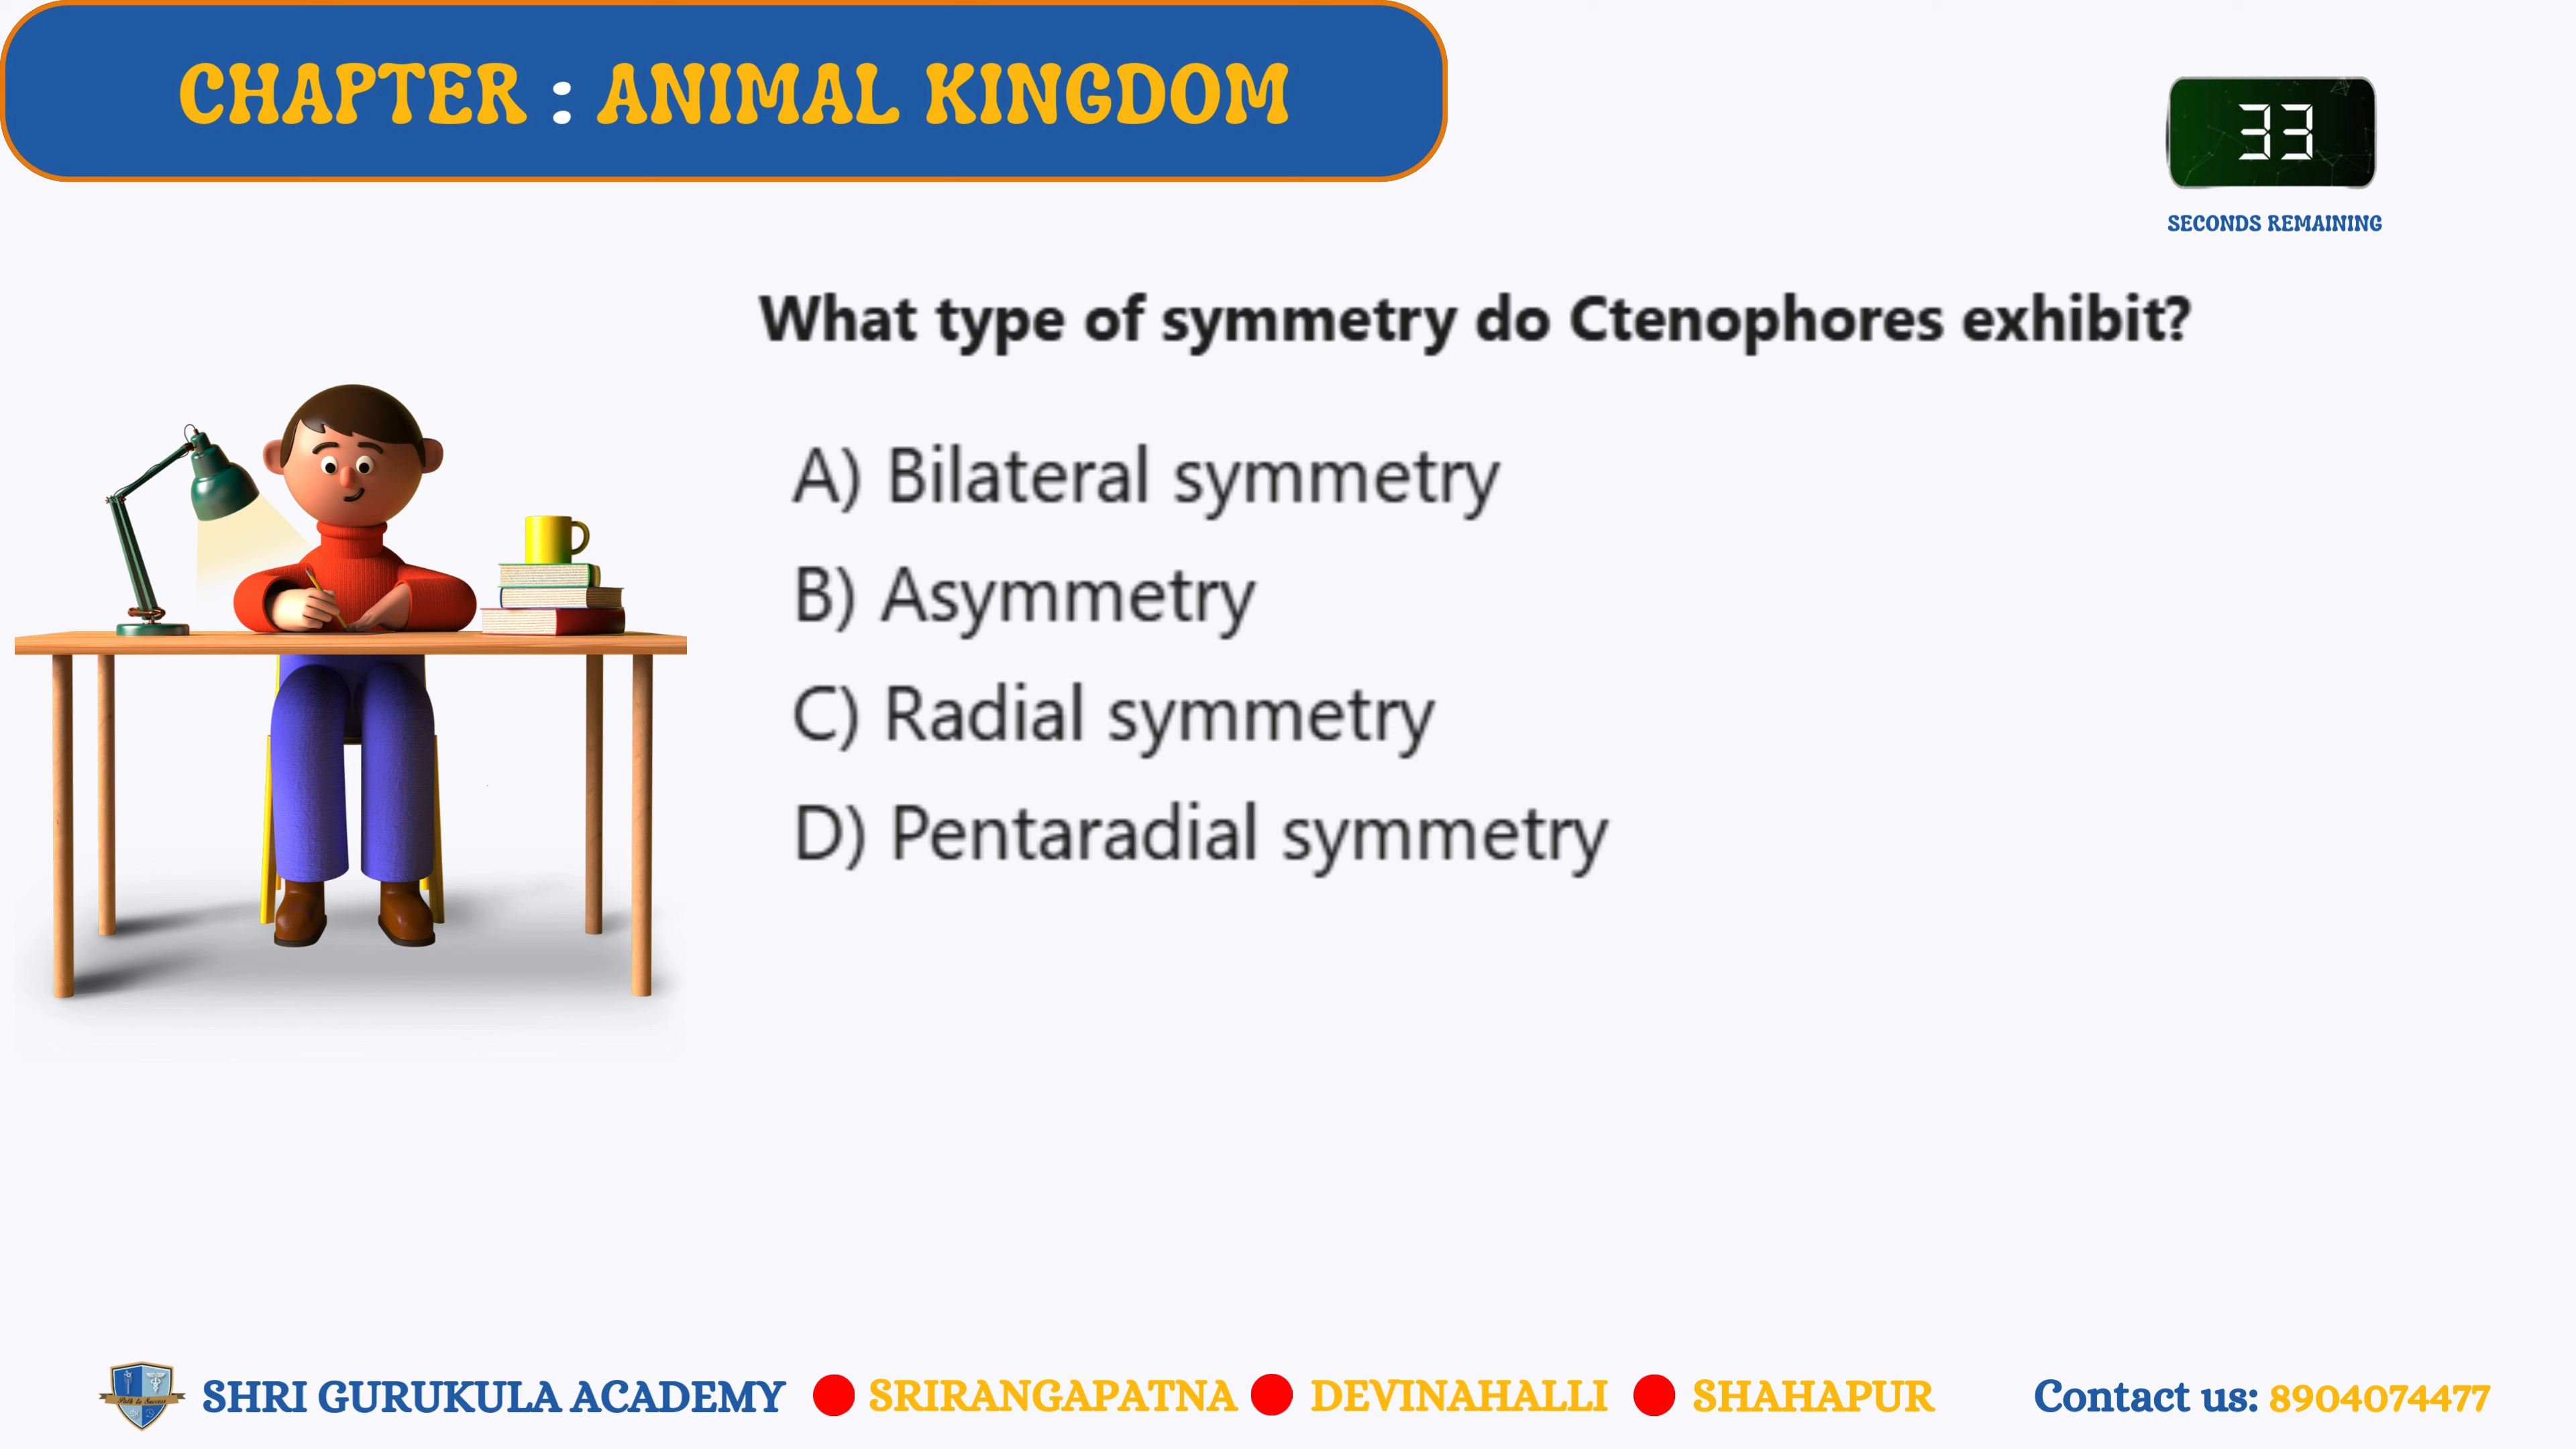 CHAPTER : ANIMAL KINGDOM
33
SECONDS REMAINING
What type of symmetry do Ctenophores exhibit?
A) Bilateral symmetry
B) Asymmetry
C) Radial symmetry
D) Pentaradial symmetry
SHRI GURUKULA ACADEMY SRIRANGAPATNA DEVINAHALLI SHAHAPUR Contact us: 8904074477